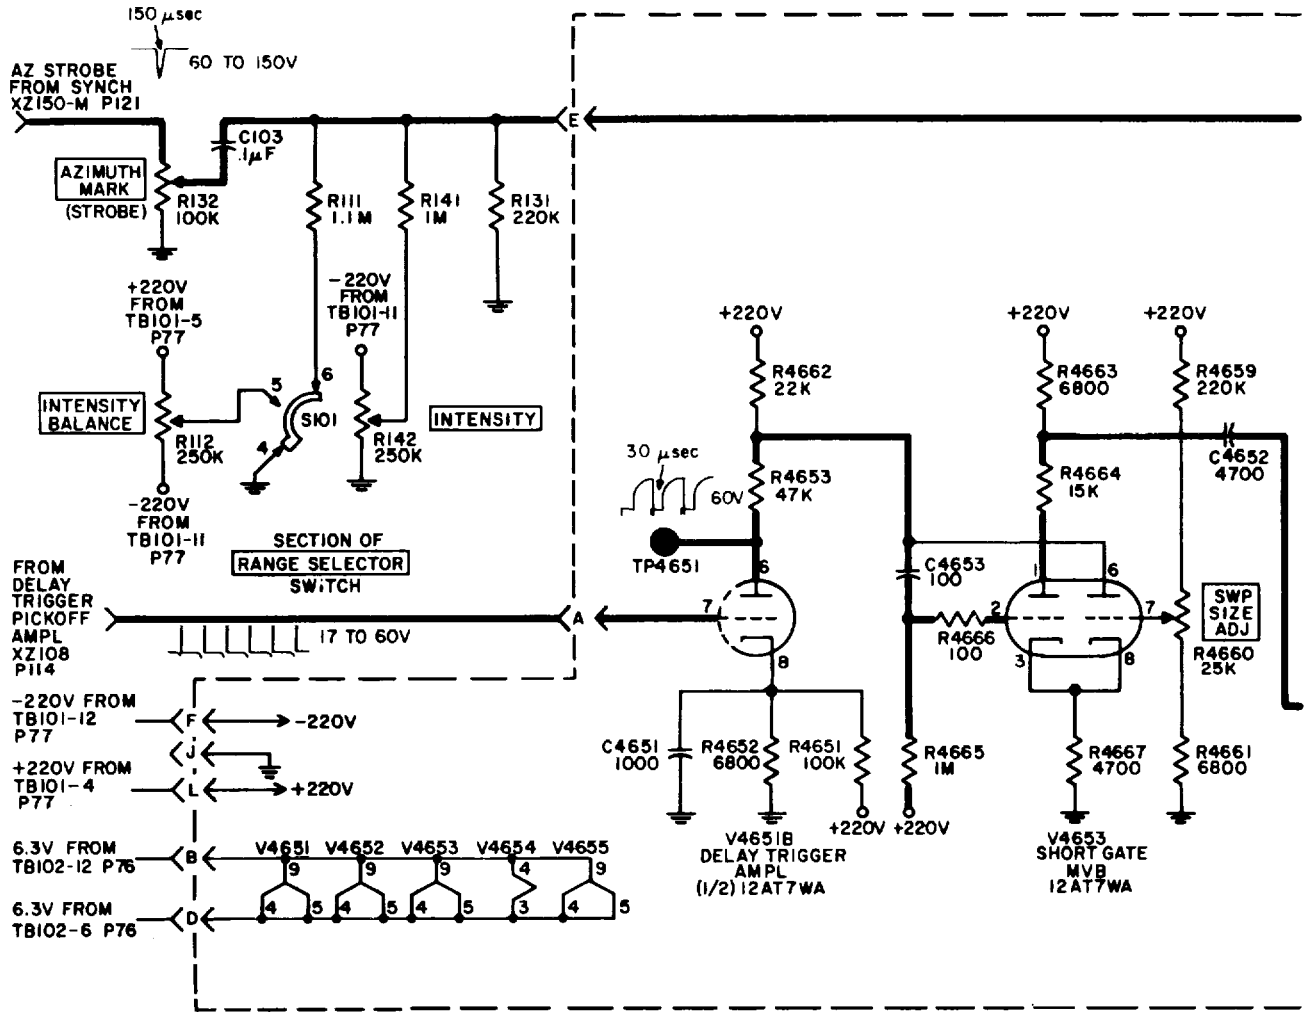 150 µsec
60 TO 150V
AZ STROBE
FROM SYNCH
XZ150-M P121
E
C103
.1µF
AZIMUTH
MARK
(STROBE)
R132
100K
R111
1.1M
R141
1M
R131
220K
+220V
FROM
TB101-5
P77
-220V
FROM
TB101-11
P77
5
6
S101
4
INTENSITY
BALANCE
R112
250K
R142
250K
INTENSITY
-220V
FROM
TB101-11
P77
SECTION OF
RANGE SELECTOR
SWITCH
+220V
R4662
22K
+220V
R4663
6800
+220V
R4659
220K
30 µsec
60V
R4653
47K
R4664
15K
C4652
4700
TP4651
6
C4653
100
1
6
FROM
DELAY
TRIGGER
PICKOFF
AMPL
XZ108
P114
17 TO 60V
A
7
8
R4666
100
2
3
7
8
SWP
SIZE
ADJ
R4660
25K
-220V FROM
TB101-12
P77
F
-220V
J
+220V FROM
TB101-4
P77
L
+220V
C4651
1000
R4652
6800
R4651
100K
R4665
1M
R4667
4700
R4661
6800
+220V
+220V
V4651B
DELAY TRIGGER
AMPL
(1/2) 12AT7WA
V4653
SHORT GATE
MVB
12AT7WA
6.3V FROM
TB102-12 P76
B
V4651
V4652
V4653
V4654
V4655
9
9
9
4
9
4
5
4
5
4
5
3
4
5
6.3V FROM
TB102-6 P76
D